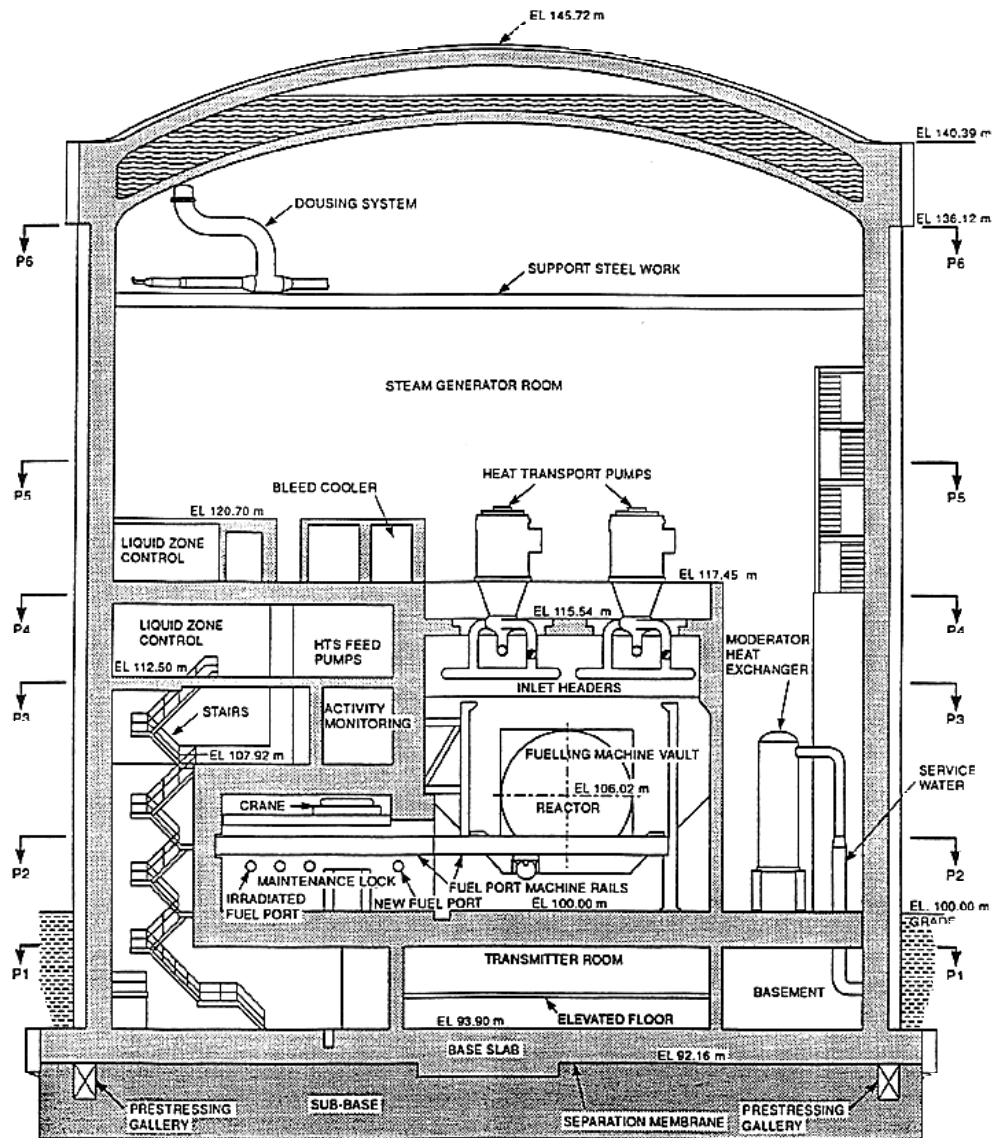 EL 145.72 m
EL 140.39 m
DOUSING SYSTEM
EL 136.12 m
P6
P6
SUPPORT STEEL WORK
STEAM GENERATOR ROOM
P5
HEAT TRANSPORT PUMPS
P5
BLEED COOLER
EL 120.70 m
LIQUID ZONE
CONTROL
EL 117.45 m
P4
EL 115.54 m
P4
LIQUID ZONE
CONTROL
HTS FEED
PUMPS
MODERATOR
HEAT
EXCHANGER
EL 112.50 m
INLET HEADERS
P3
STAIRS
ACTIVITY
MONITORING
P3
EL 107.92 m
FUELLING MACHINE VAULT
EL 106.02 m
REACTOR
SERVICE
WATER
CRANE
P2
P2
MAINTENANCE LOCK
FUEL PORT MACHINE RAILS
IRRADIATED
FUEL PORT
NEW FUEL PORT
EL 100.00 m
EL. 100.00 m
GRADE
P1
TRANSMITTER ROOM
P1
BASEMENT
EL 93.90 m
ELEVATED FLOOR
BASE SLAB
EL 92.16 m
PRESTRESSING
GALLERY
SUB-BASE
SEPARATION MEMBRANE
PRESTRESSING
GALLERY